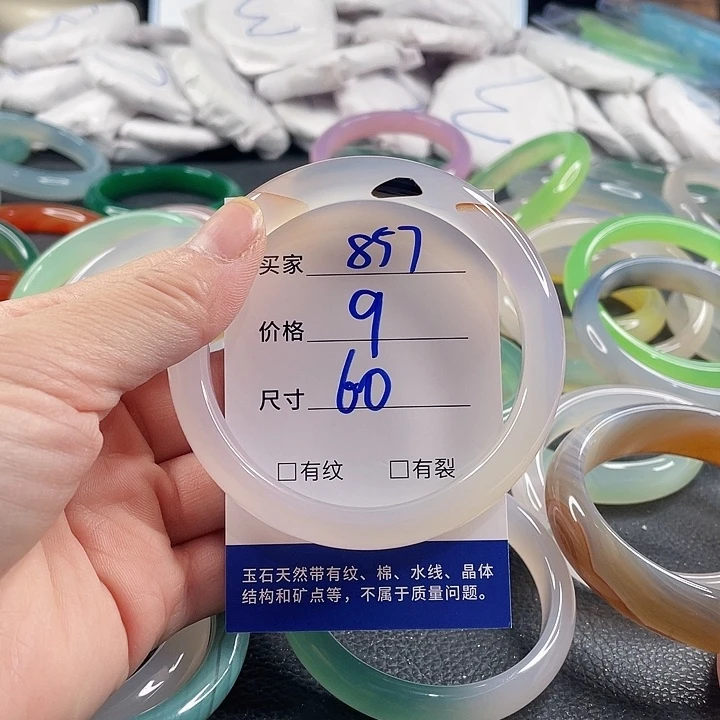 买家 857
价格 9
尺寸 60
□有纹 □有裂
玉石天然带有纹、棉、水线、晶体
结构和矿点等，不属于质量问题。